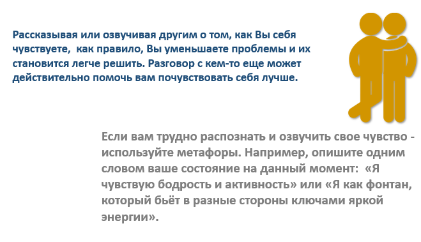 Рассказывая или озвучивая другим о том, как Вы себя
чувствуете, как правило, Вы уменьшаете проблемы и их
становится легче решить. Разговор с кем-то еще может
действительно помочь вам почувствовать себя лучше.
Если вам трудно распознать и озвучить свое чувство -
используйте метафоры. Например, опишите одним
словом ваше состояние на данный момент: «Я
чувствую бодрость и активность» или «Я как фонтан,
который бьёт в разные стороны ключами яркой
энергии».